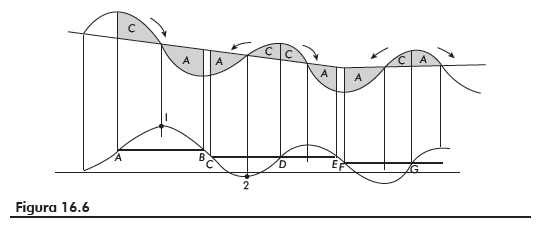 C
A A C C A A C A
1
A B C D E F G
2
Figura 16.6